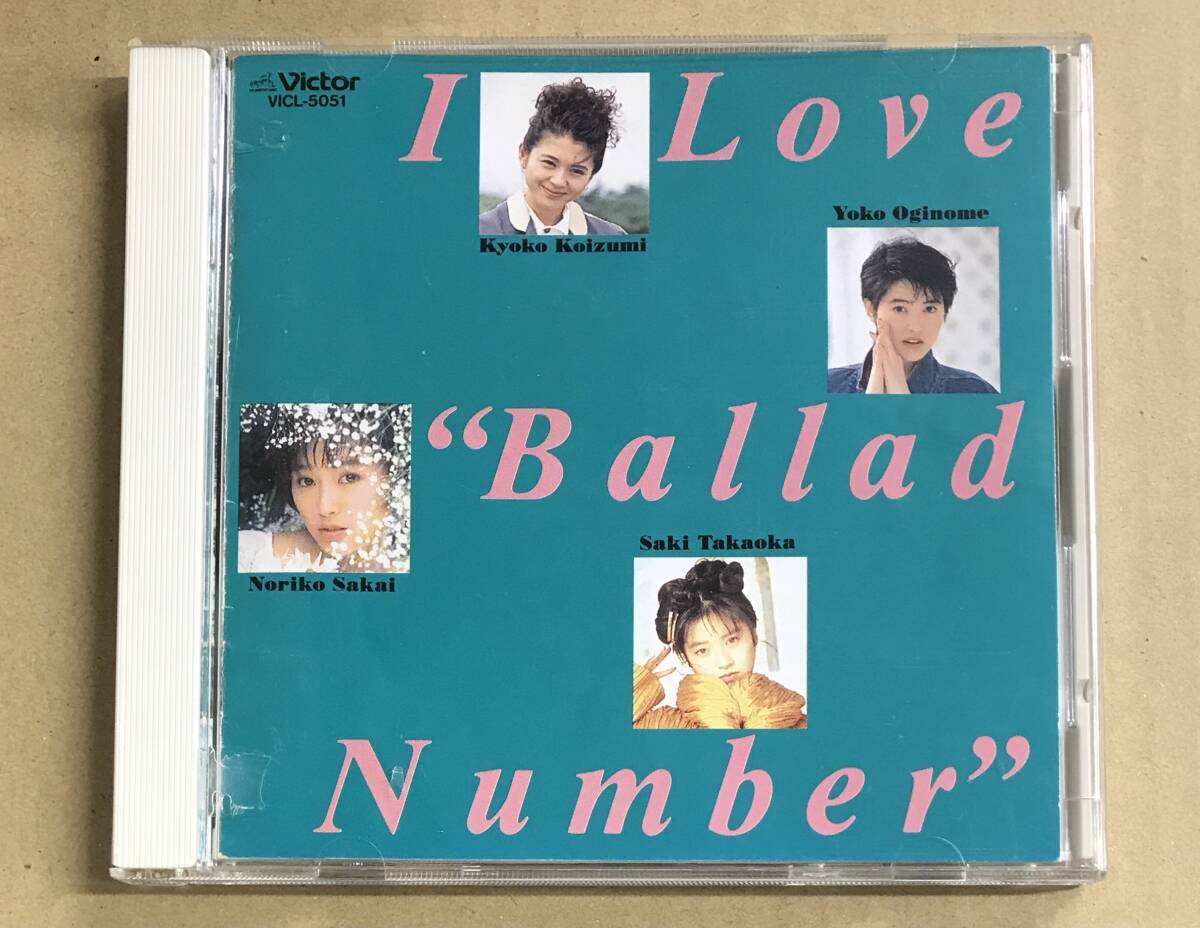 Victor
VICL-5051
I Love
Kyoko Koizumi
Yoko Oginome
“Ballad
Noriko Sakai
Saki Takaoka
Number”